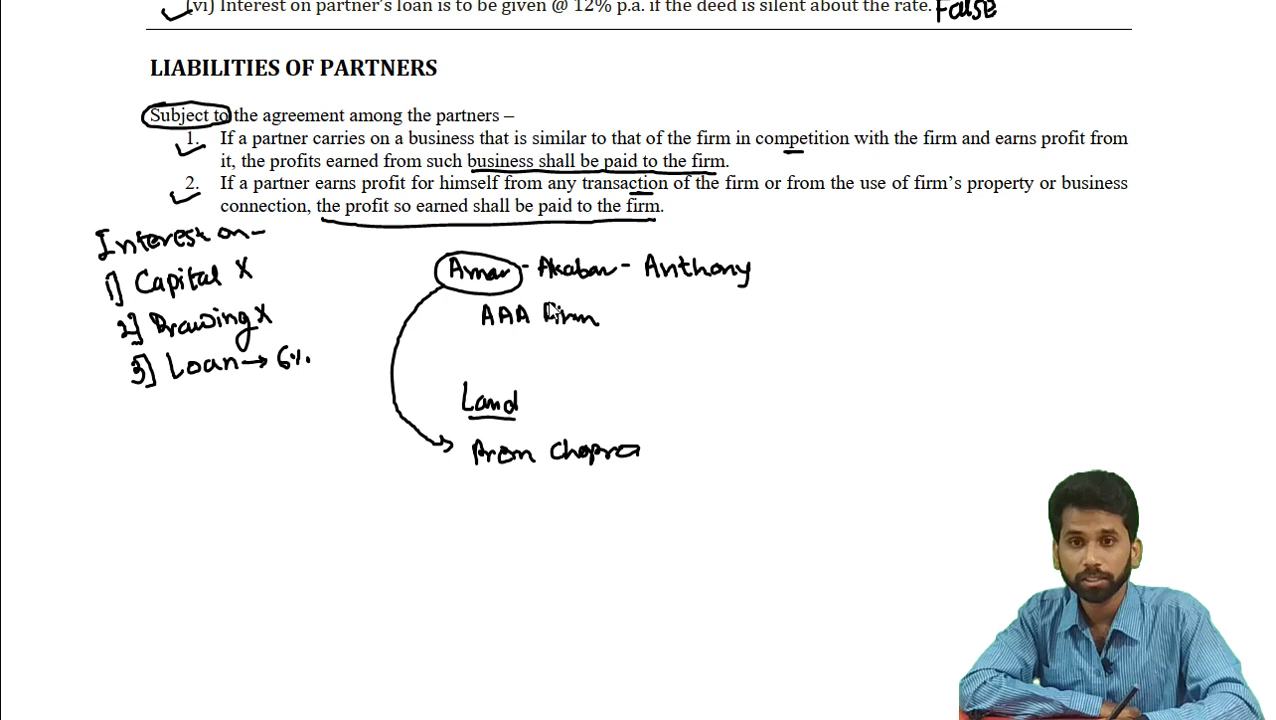 (vi) Interest on partner's loan is to be given @ 12% p.a. if the deed is silent about the rate. False
LIABILITIES OF PARTNERS
Subject to the agreement among the partners –
1. If a partner carries on a business that is similar to that of the firm in competition with the firm and earns profit from
it, the profits earned from such business shall be paid to the firm.
2. If a partner earns profit for himself from any transaction of the firm or from the use of firm's property or business
connection, the profit so earned shall be paid to the firm.
Interest on-
1] Capital X
2] Drawing X
3] Loan → 6%
Amar - Akabar - Anthony
AAA Firm
Land
Prem Chopra